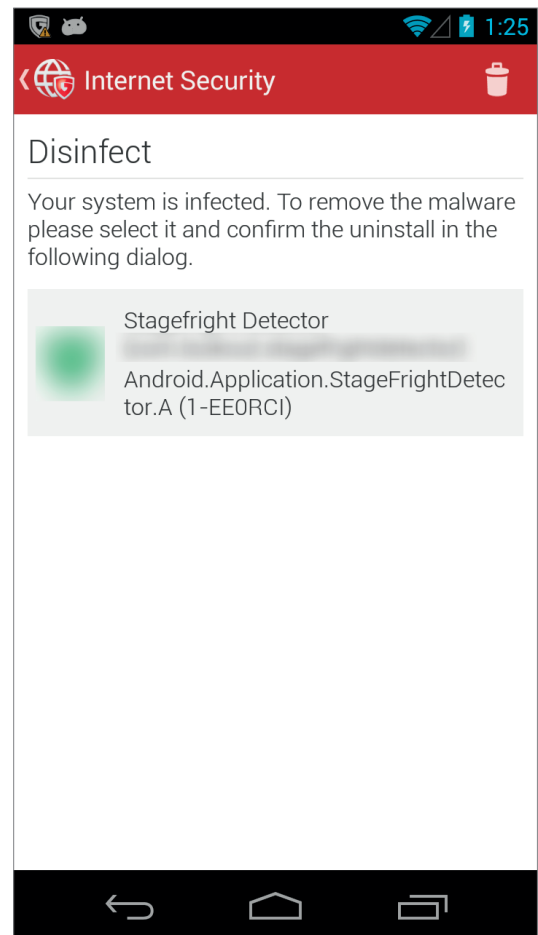 1:25
Internet Security
Disinfect
Your system is infected. To remove the malware
please select it and confirm the uninstall in the
following dialog.
Stagefright Detector
Android.Application.StageFrightDetec
tor.A (1-EE0RCI)